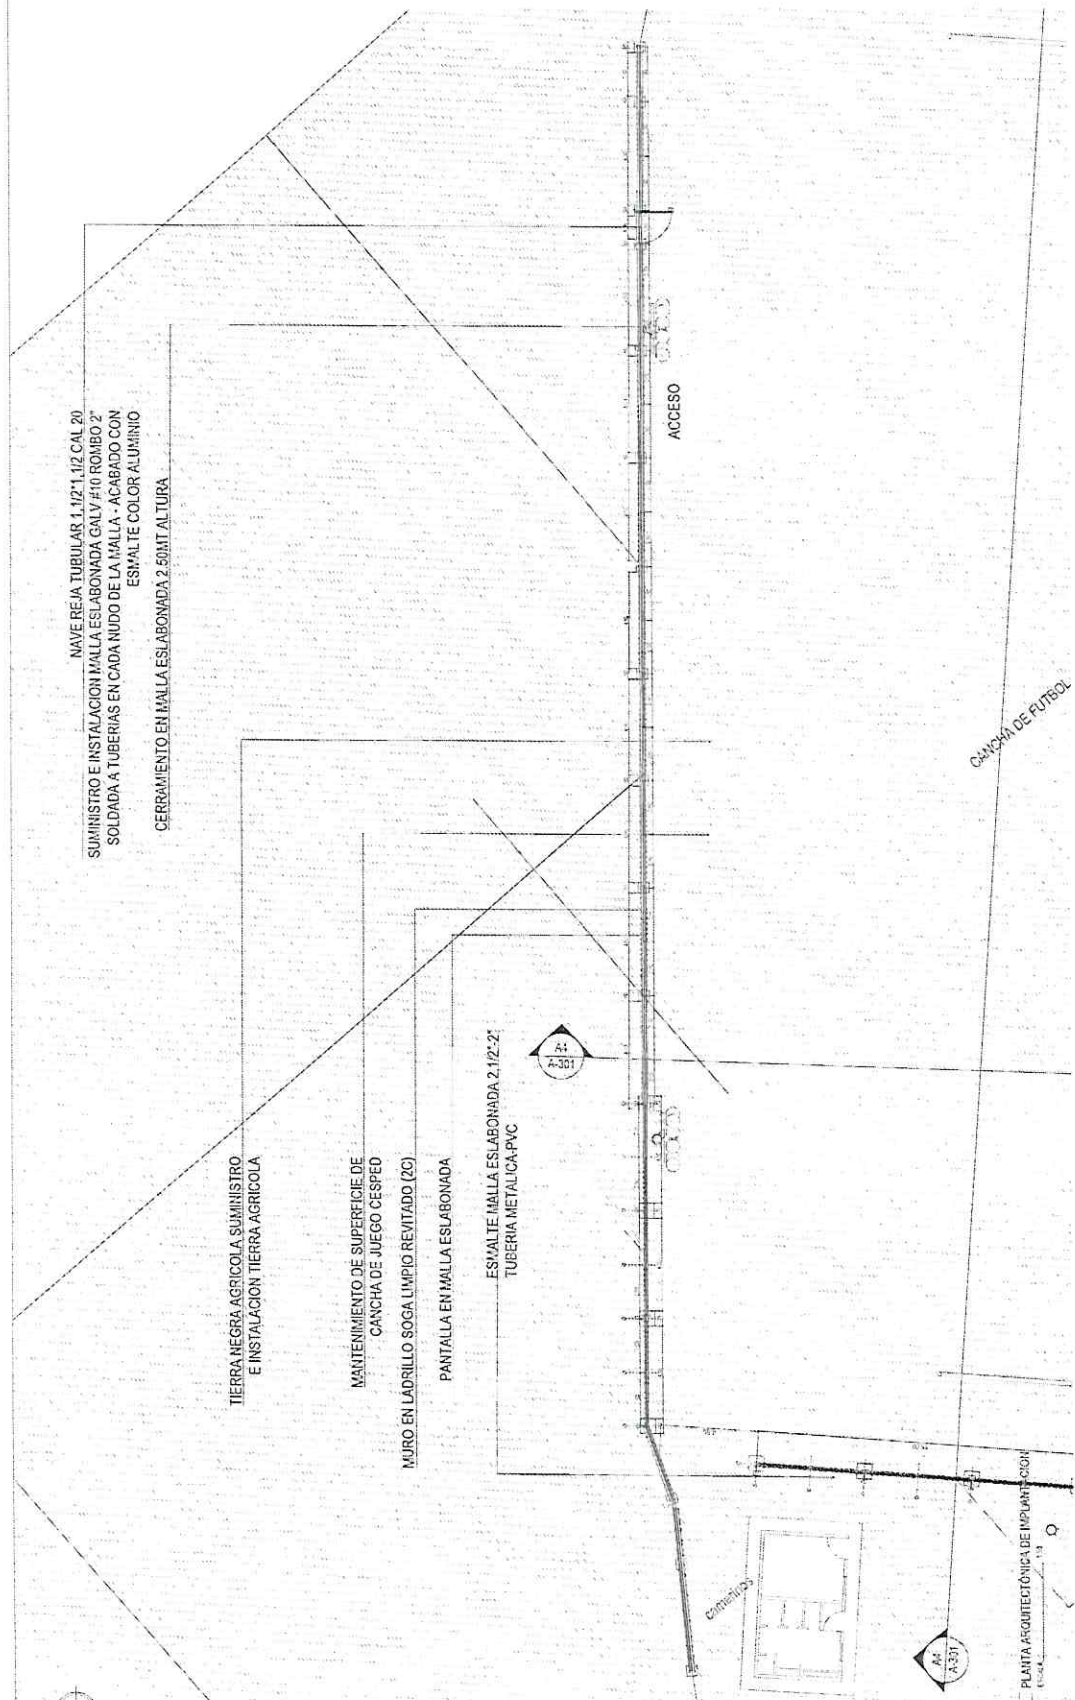 NAVE REJA TUBULAR 1.1/2*1.1/2 CAL 20
SUMINISTRO E INSTALACION MALLA ESLABONADA GALV #10 ROMBO 2"
SOLDADA A TUBERIAS EN CADA NUDO DE LA MALLA - ACABADO CON
ESMALTE COLOR ALUMINIO
CERRAMIENTO EN MALLA ESLABONADA 2.50MT ALTURA
TIERRA NEGRA AGRICOLA SUMINISTRO
E INSTALACION TIERRA AGRICOLA
MANTENIMIENTO DE SUPERFICIE DE
CANCHA DE JUEGO CESPED
MURO EN LADRILLO SOGA LIMPIO REVITADO (2C)
PANTALLA EN MALLA ESLABONADA
ESMALTE MALLA ESLABONADA 2,1/2"-2"
TUBERIA METALICA-PVC
A4
A-301
ACCESO
CANCHA DE FUTBOL
camerinos
A4
A-301
PLANTA ARQUITECTÓNICA DE IMPLANTACION